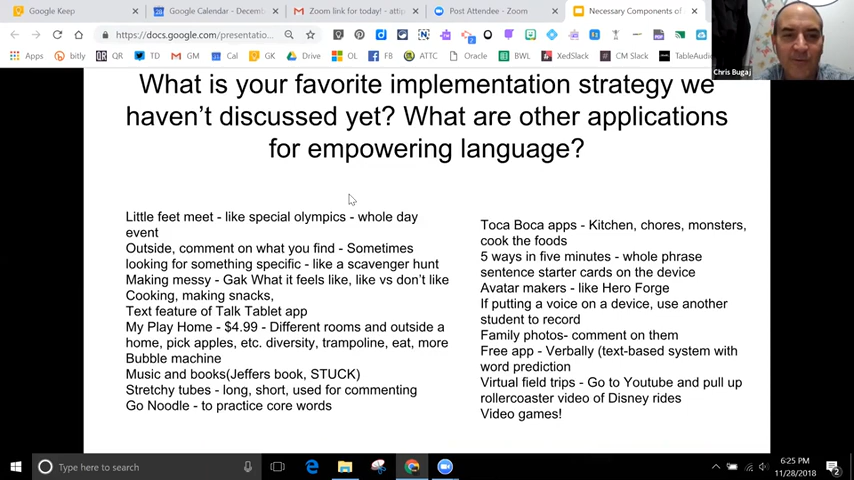 Google Keep
Google Calendar - Decemb
Zoom link for today! - attip
Post Attendee - Zoom
Necessary Components of
https://docs.google.com/presentatio...
Apps
bitly
QR
TD
GM
Cal
GK
Drive
OL
FB
ATTC
Oracle
BLC
XedSlack
CM Slack
TableAudio
Chris Bugaj
What is your favorite implementation strategy we
haven't discussed yet? What are other applications
for empowering language?
Little feet meet - like special olympics - whole day
event
Outside, comment on what you find - Sometimes
looking for something specific - like a scavenger hunt
Making messy - Gak What it feels like, like vs don't like
Cooking, making snacks,
Text feature of Talk Tablet app
My Play Home - $4.99 - Different rooms and outside a
home, pick apples, etc. diversity, trampoline, eat, more
Bubble machine
Music and books(Jeffers book, STUCK)
Stretchy tubes - long, short, used for commenting
Go Noodle - to practice core words
Toca Boca apps - Kitchen, chores, monsters,
cook the foods
5 ways in five minutes - whole phrase
sentence starter cards on the device
Avatar makers - like Hero Forge
If putting a voice on a device, use another
student to record
Family photos- comment on them
Free app - Verbally (text-based system with
word prediction
Virtual field trips - Go to Youtube and pull up
rollercoaster video of Disney rides
Video games!
Type here to search
6:25 PM
11/28/2018